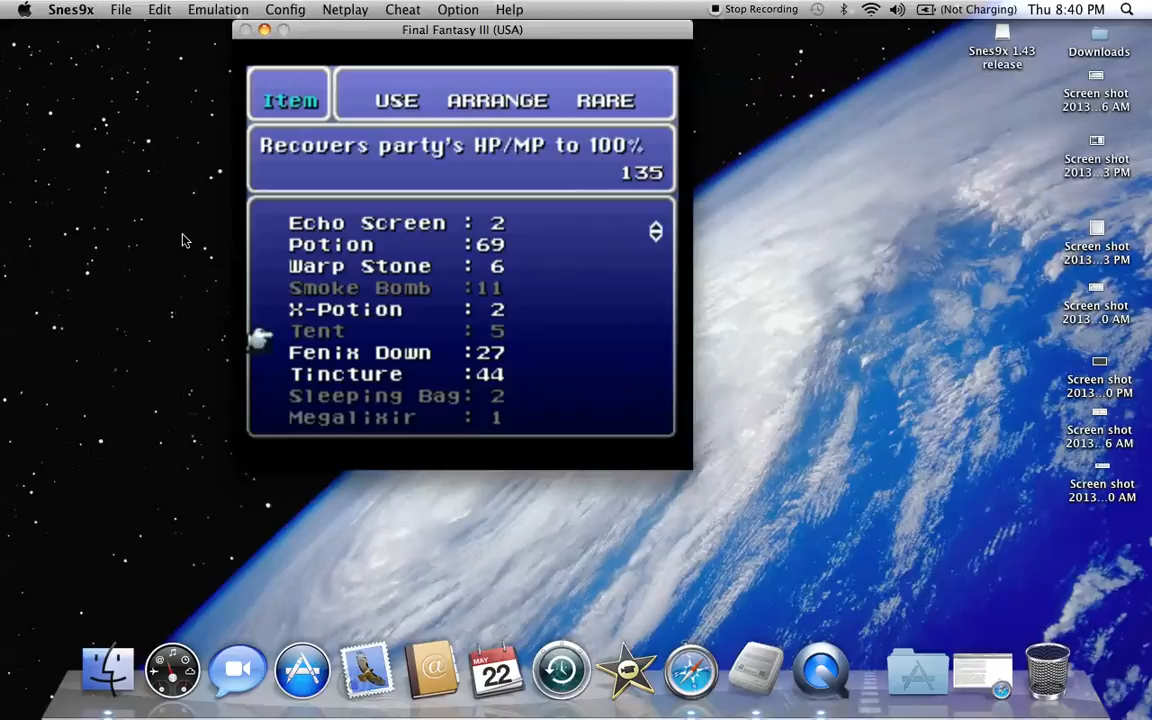 Snes9x File Edit Emulation Config Netplay Cheat Option Help Stop Recording (Not Charging) Thu 8:40 PM
Final Fantasy III (USA)
Item USE ARRANGE RARE
Recovers party's HP/MP to 100%
135
Echo Screen : 2
Potion :69
Warp Stone : 6
Smoke Bomb :11
X-Potion : 2
Tent : 5
Fenix Down :27
Tincture :44
Sleeping Bag: 2
Megalixir : 1
Snes9x 1.43
release
Downloads
Screen shot
2013...6 AM
Screen shot
2013...3 PM
Screen shot
2013...3 PM
Screen shot
2013...0 AM
Screen shot
2013...0 PM
Screen shot
2013...6 AM
Screen shot
2013...0 AM
MAY
22